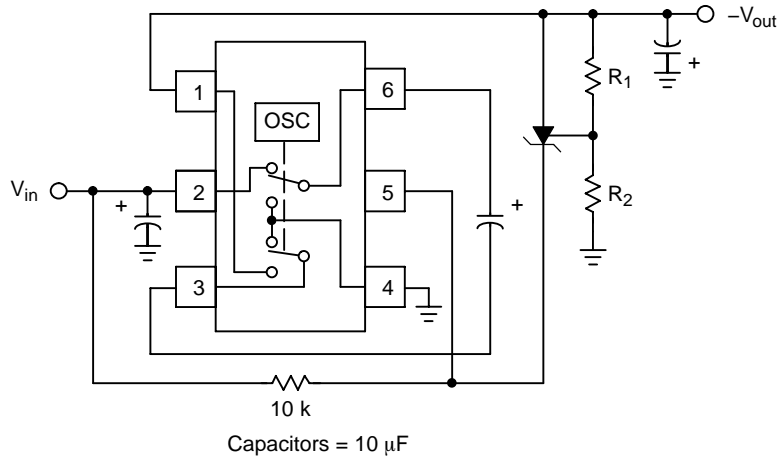 –Vout
1
6
R1
OSC
Vin
2
5
+
+
+
R2
3
4
10 k
Capacitors = 10 μF